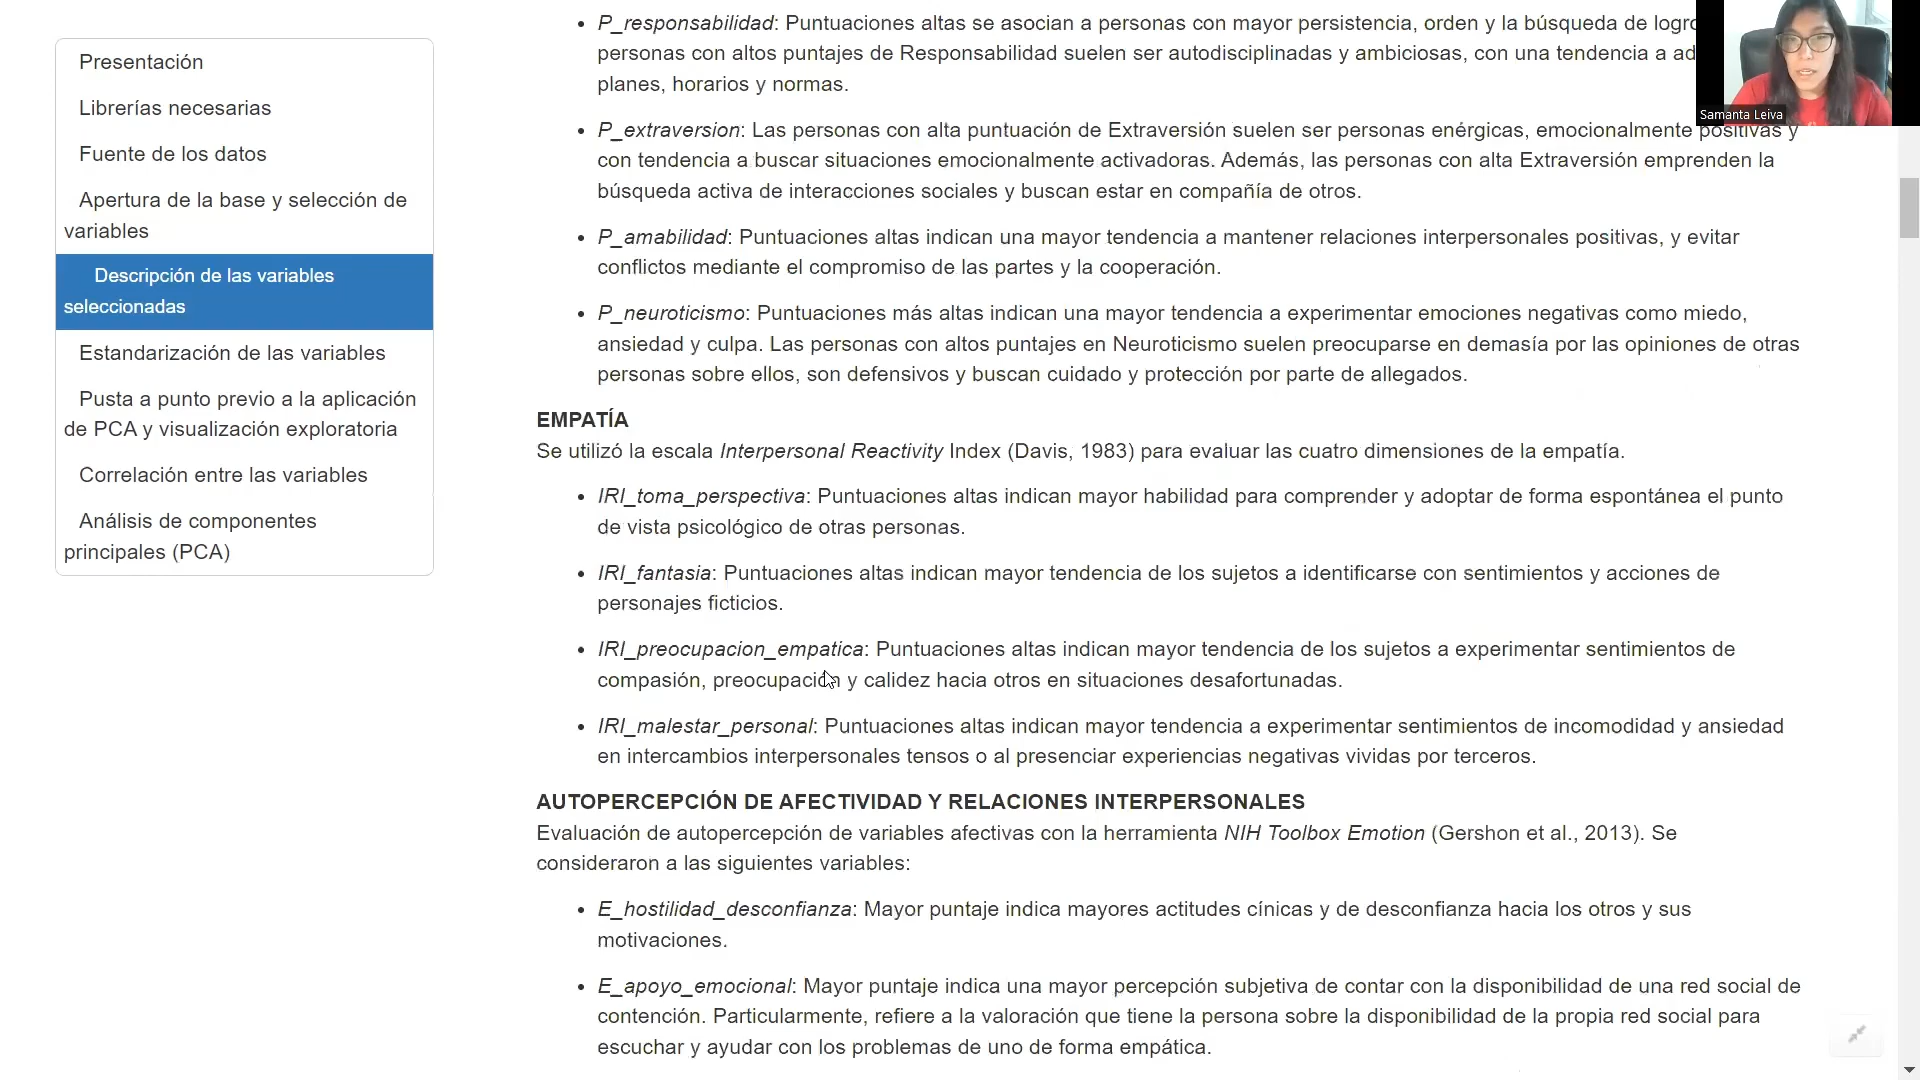 Presentación
Librerías necesarias
Fuente de los datos
Apertura de la base y selección de
variables
Descripción de las variables
seleccionadas
Estandarización de las variables
Pusta a punto previo a la aplicación
de PCA y visualización exploratoria
Correlación entre las variables
Análisis de componentes
principales (PCA)
P_responsabilidad: Puntuaciones altas se asocian a personas con mayor persistencia, orden y la búsqueda de
personas con altos puntajes de Responsabilidad suelen ser autodisciplinadas y ambiciosas, con una tendencia a
planes, horarios y normas.
P_extraversion: Las personas con alta puntuación de Extraversión suelen ser personas enérgicas, emocionalmente positivas y
con tendencia a buscar situaciones emocionalmente activadoras. Además, las personas con alta Extraversión emprenden la
búsqueda activa de interacciones sociales y buscan estar en compañía de otros.
P_amabilidad: Puntuaciones altas indican una mayor tendencia a mantener relaciones interpersonales positivas, y evitar
conflictos mediante el compromiso de las partes y la cooperación.
P_neuroticismo: Puntuaciones más altas indican una mayor tendencia a experimentar emociones negativas como miedo,
ansiedad y culpa. Las personas con altos puntajes en Neuroticismo suelen preocuparse en demasía por las opiniones de otras
personas sobre ellos, son defensivos y buscan cuidado y protección por parte de allegados.
EMPATÍA
Se utilizó la escala Interpersonal Reactivity Index (Davis, 1983) para evaluar las cuatro dimensiones de la empatía.
IRI_toma_perspectiva: Puntuaciones altas indican mayor habilidad para comprender y adoptar de forma espontánea el punto
de vista psicológico de otras personas.
IRI_fantasia: Puntuaciones altas indican mayor tendencia de los sujetos a identificarse con sentimientos y acciones de
personajes ficticios.
IRI_preocupacion_empatica: Puntuaciones altas indican mayor tendencia de los sujetos a experimentar sentimientos de
compasión, preocupación y calidez hacia otros en situaciones desafortunadas.
IRI_malestar_personal: Puntuaciones altas indican mayor tendencia a experimentar sentimientos de incomodidad y ansiedad
en intercambios interpersonales tensos o al presenciar experiencias negativas vividas por terceros.
AUTOPERCEPCIÓN DE AFECTIVIDAD Y RELACIONES INTERPERSONALES
Evaluación de autopercepción de variables afectivas con la herramienta NIH Toolbox Emotion (Gershon et al., 2013). Se
consideraron a las siguientes variables:
E_hostilidad_desconfianza: Mayor puntaje indica mayores actitudes cínicas y de desconfianza hacia los otros y sus
motivaciones.
E_apoyo_emocional: Mayor puntaje indica una mayor percepción subjetiva de contar con la disponibilidad de una red social de
contención. Particularmente, refiere a la valoración que tiene la persona sobre la disponibilidad de la propia red social para
escuchar y ayudar con los problemas de uno de forma empática.
Samanta Leiva